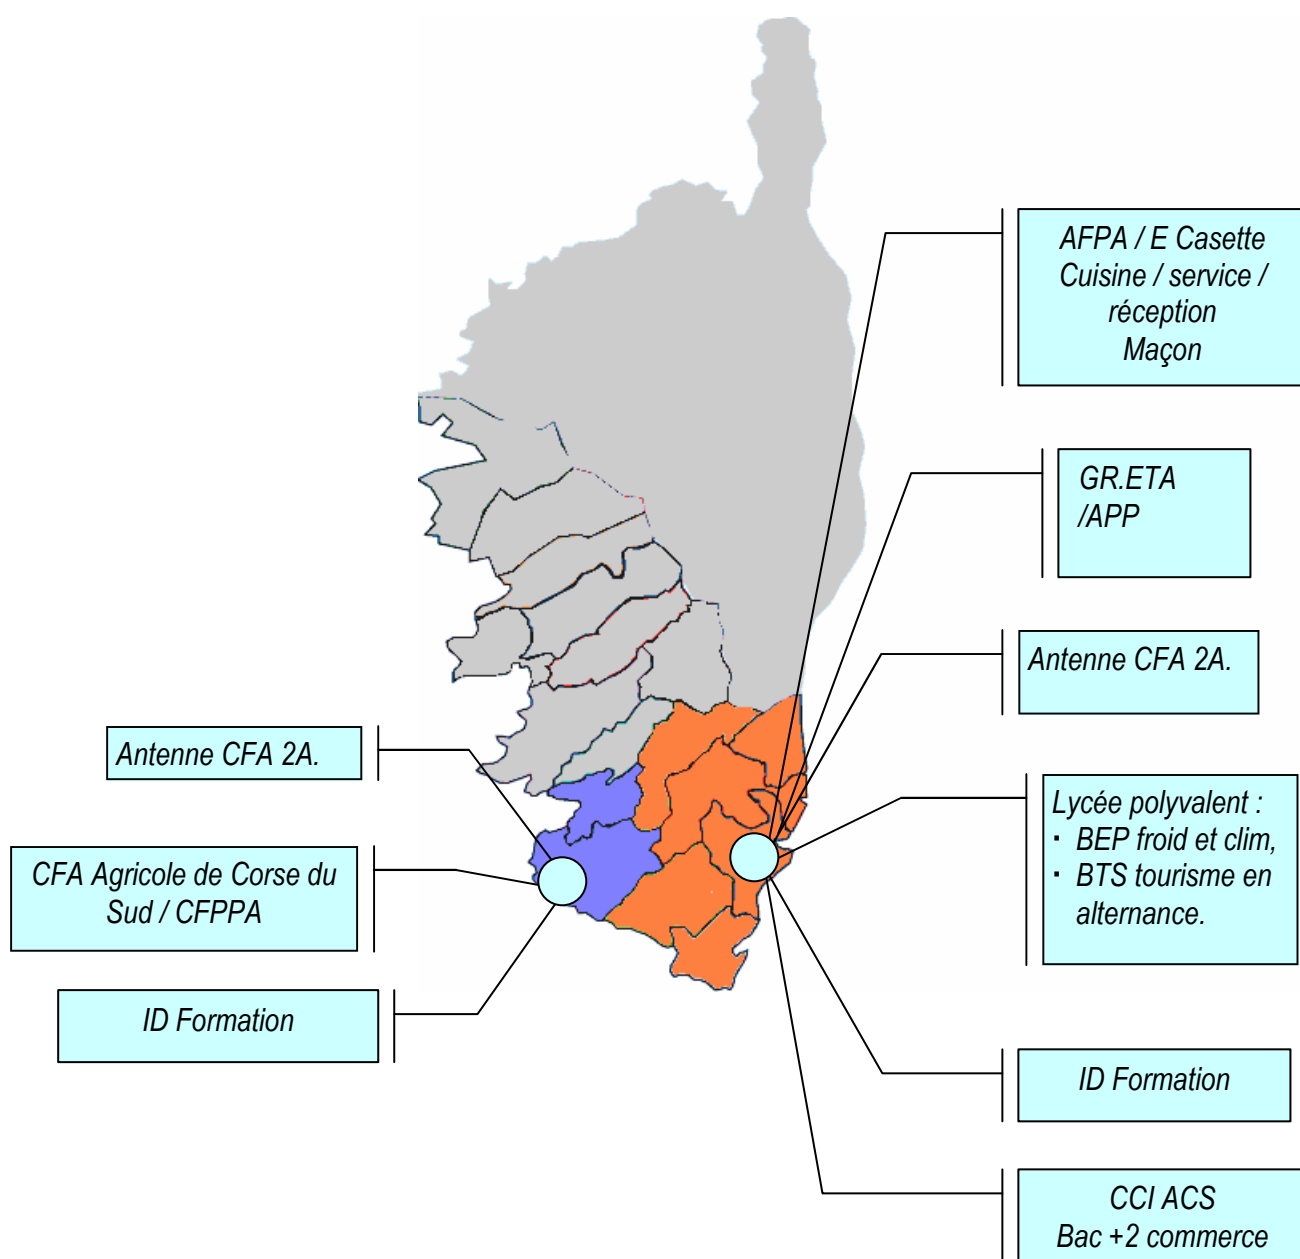 AFPA / E Casette
Cuisine / service /
réception
Maçon
GR.ETA
/APP
Antenne CFA 2A.
Antenne CFA 2A.
Lycée polyvalent :
▪ BEP froid et clim,
▪ BTS tourisme en
alternance.
CFA Agricole de Corse du
Sud / CFPPA
ID Formation
ID Formation
CCI ACS
Bac +2 commerce